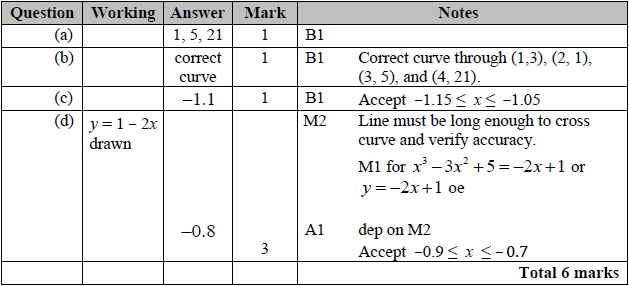 Question Working Answer Mark Notes
(a) 1, 5, 21 1 B1
(b) correct 1 B1 Correct curve through (1,3), (2, 1),
curve (3, 5), and (4, 21).
(c) −1.1 1 B1 Accept −1.15 ≤ x ≤ −1.05
(d) y = 1 – 2x M2 Line must be long enough to cross
drawn curve and verify accuracy.
M1 for x³ − 3x² + 5 = −2x + 1 or
y = −2x + 1 oe
−0.8 A1 dep on M2
3 Accept −0.9 ≤ x ≤ − 0.7
Total 6 marks